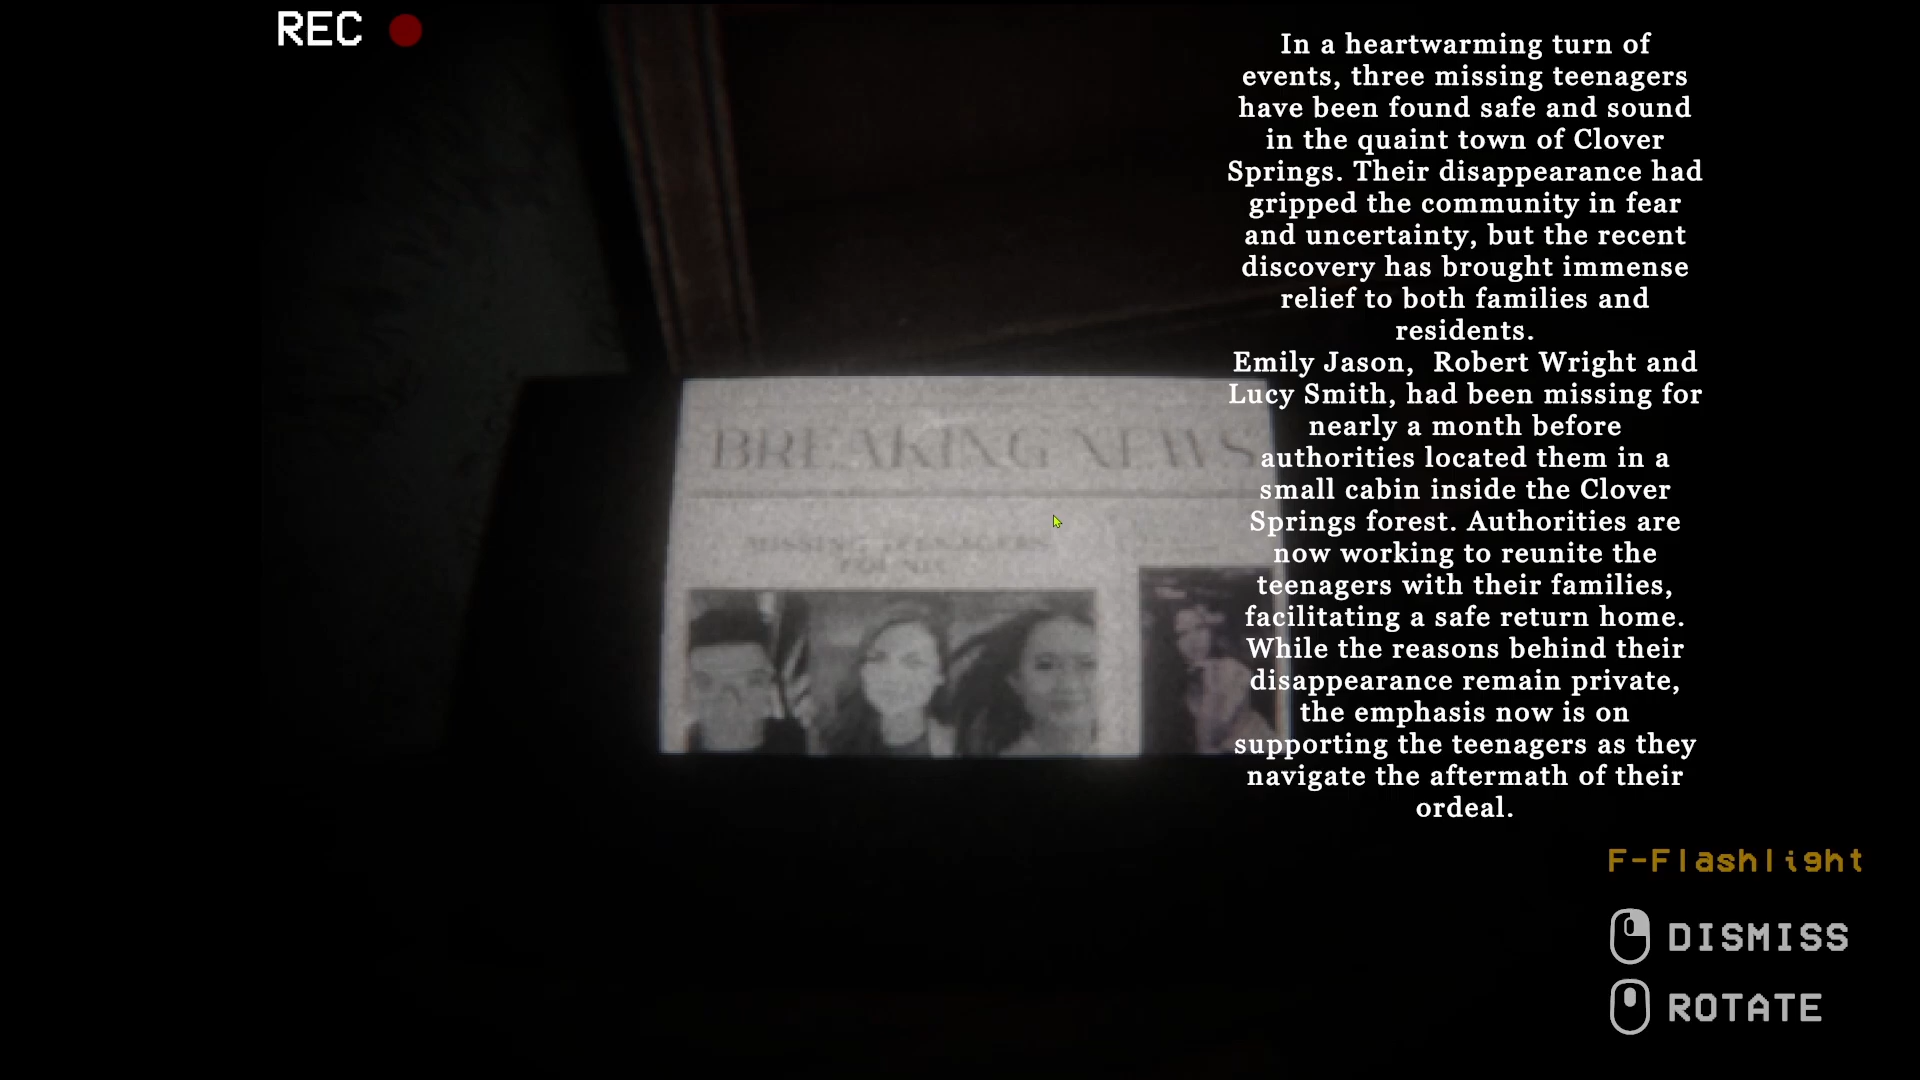 REC
In a heartwarming turn of
events, three missing teenagers
have been found safe and sound
in the quaint town of Clover
Springs. Their disappearance had
gripped the community in fear
and uncertainty, but the recent
discovery has brought immense
relief to both families and
residents.
Emily Jason,  Robert Wright and
Lucy Smith, had been missing for
nearly a month before
authorities located them in a
small cabin inside the Clover
Springs forest. Authorities are
now working to reunite the
teenagers with their families,
facilitating a safe return home.
While the reasons behind their
disappearance remain private,
the emphasis now is on
supporting the teenagers as they
navigate the aftermath of their
ordeal.
BREAKING NEWS
MISSING TEENAGERS
FOUND
F-Flashlight
DISMISS
ROTATE